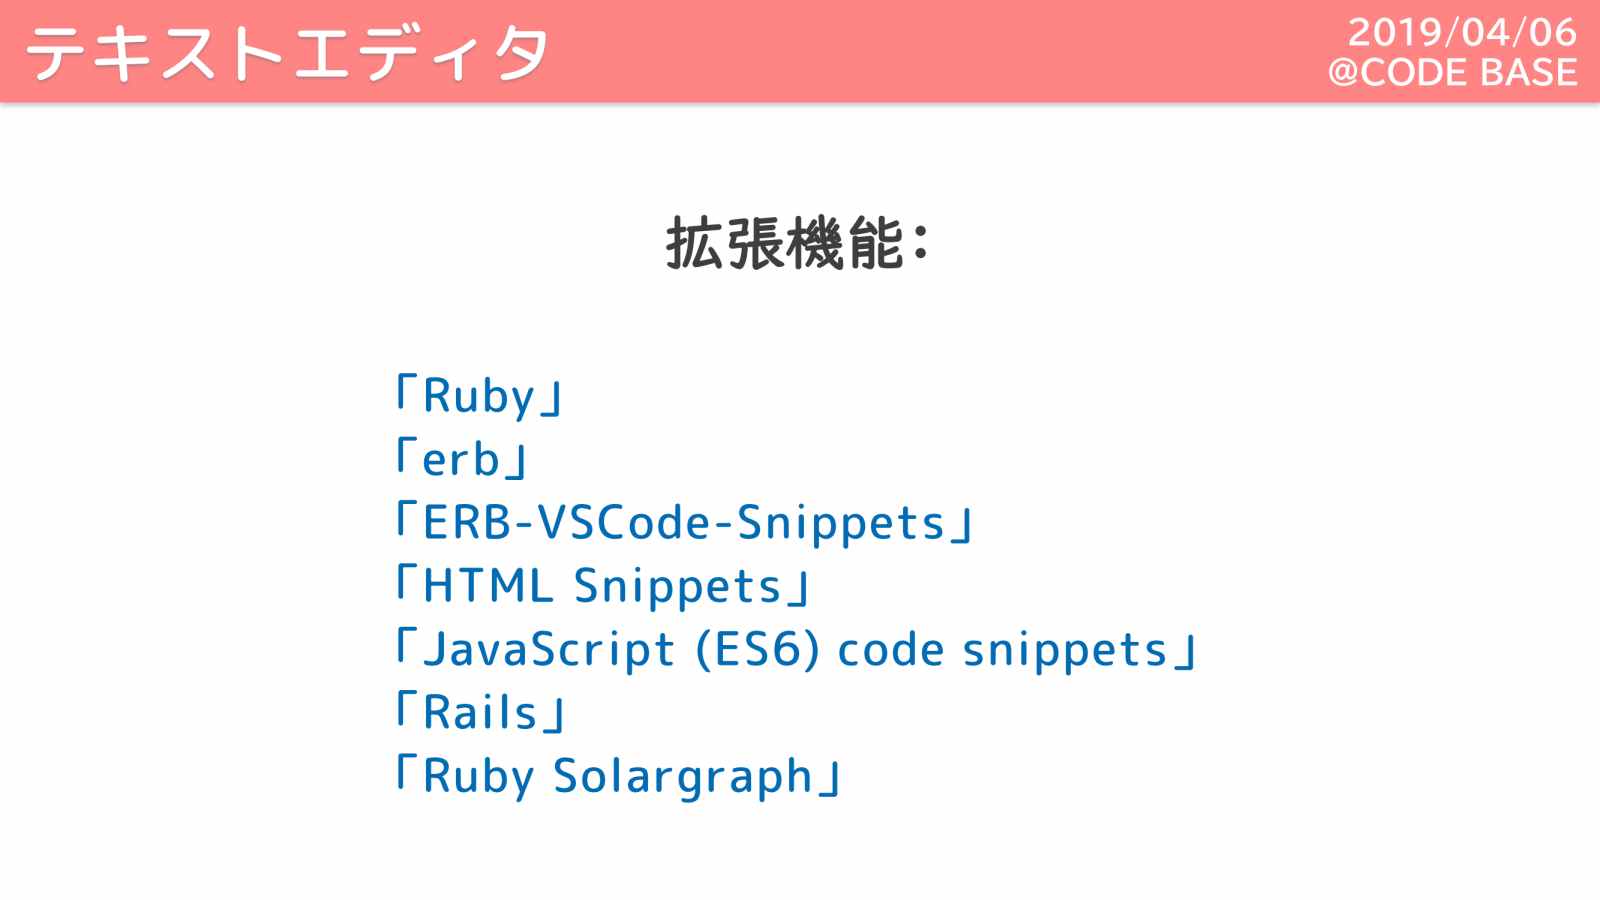 テキストエディタ
2019/04/06
@CODE BASE
拡張機能：
「Ruby」
「erb」
「ERB-VSCode-Snippets」
「HTML Snippets」
「JavaScript (ES6) code snippets」
「Rails」
「Ruby Solargraph」